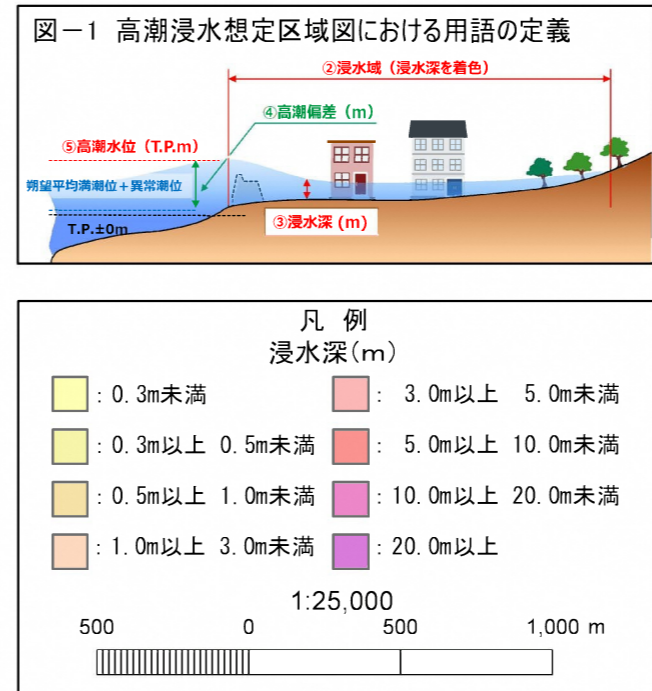 図－1 高潮浸水想定区域図における用語の定義
②浸水域（浸水深を着色）
④高潮偏差（m）
⑤高潮水位（T.P.m）
朔望平均満潮位＋異常潮位
③浸水深（m）
T.P.±0m
凡 例
浸水深(m)
: 0.3m未満
: 3.0m以上 5.0m未満
: 0.3m以上 0.5m未満
: 5.0m以上 10.0m未満
: 0.5m以上 1.0m未満
: 10.0m以上 20.0m未満
: 1.0m以上 3.0m未満
: 20.0m以上
1:25,000
500 0 500 1,000 m